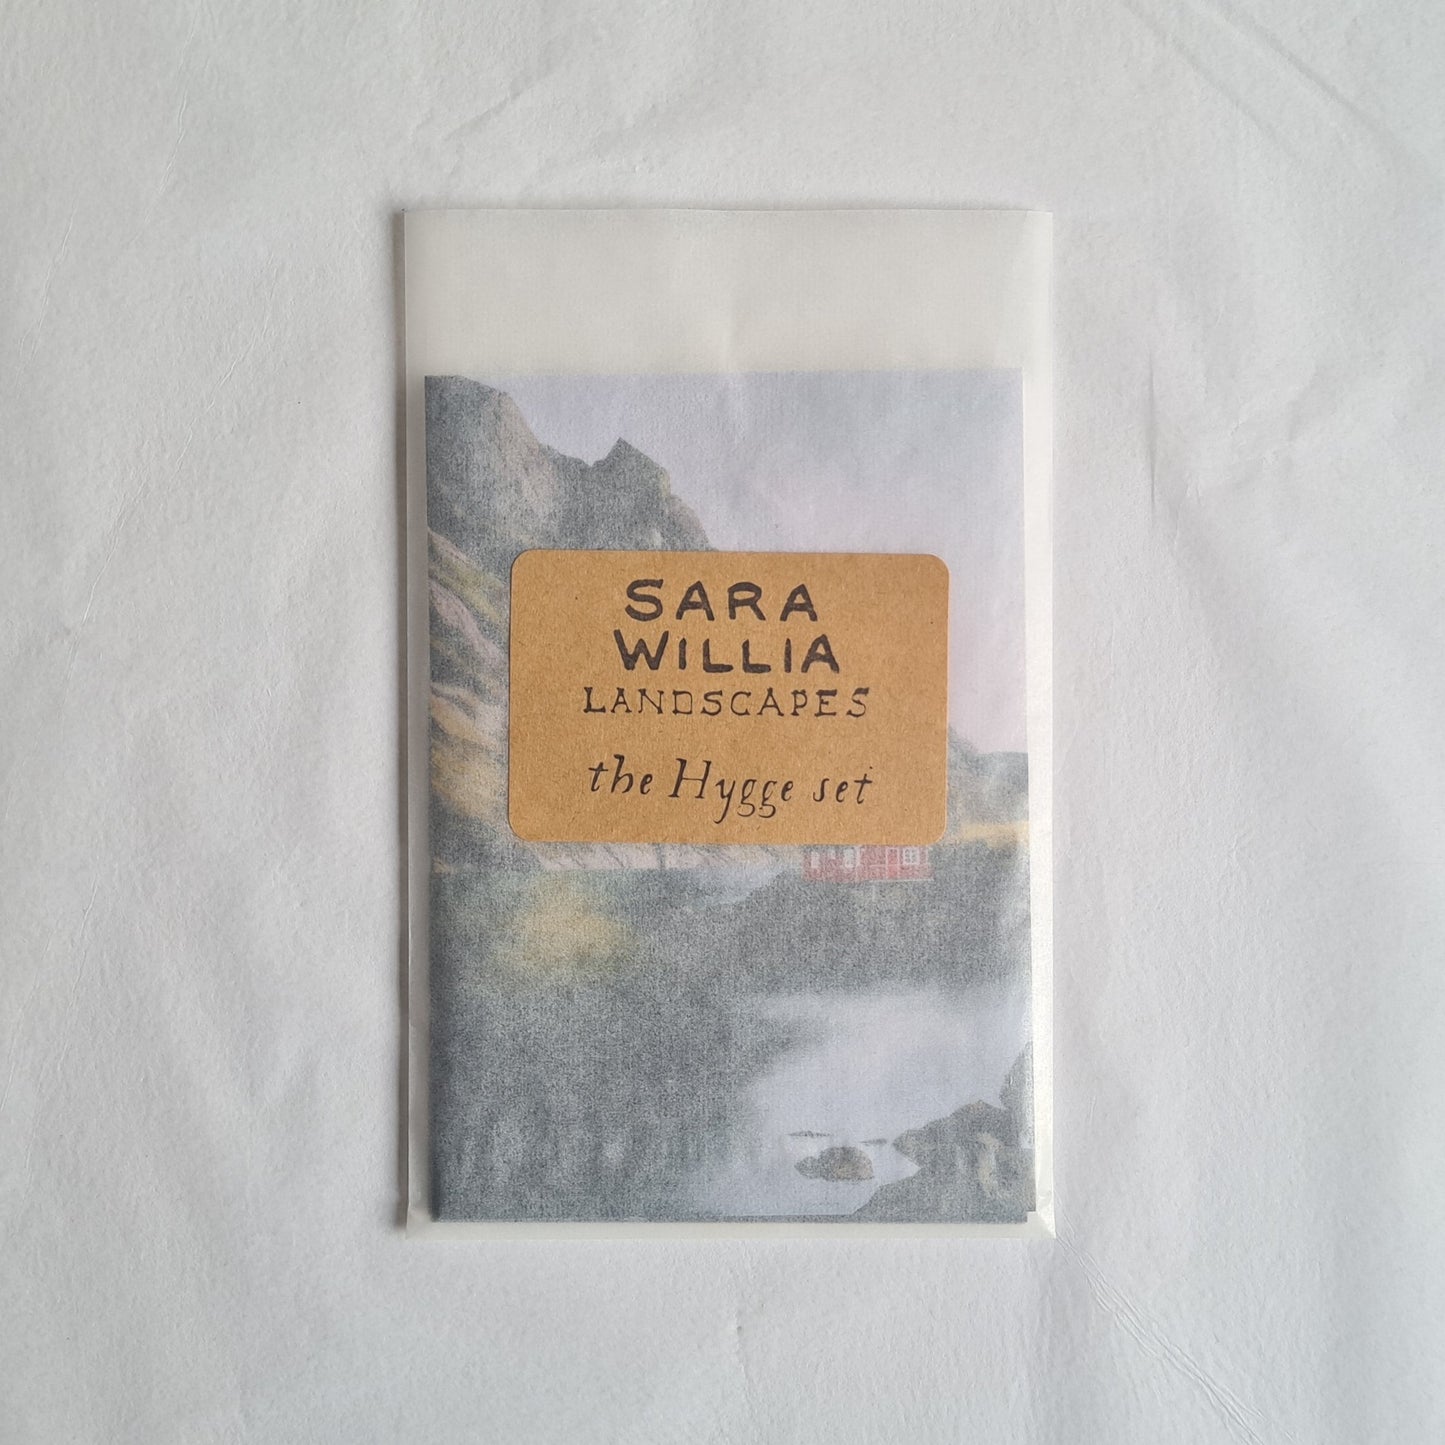 SARA
WILLIA
LANDSCAPES
the Hygge set